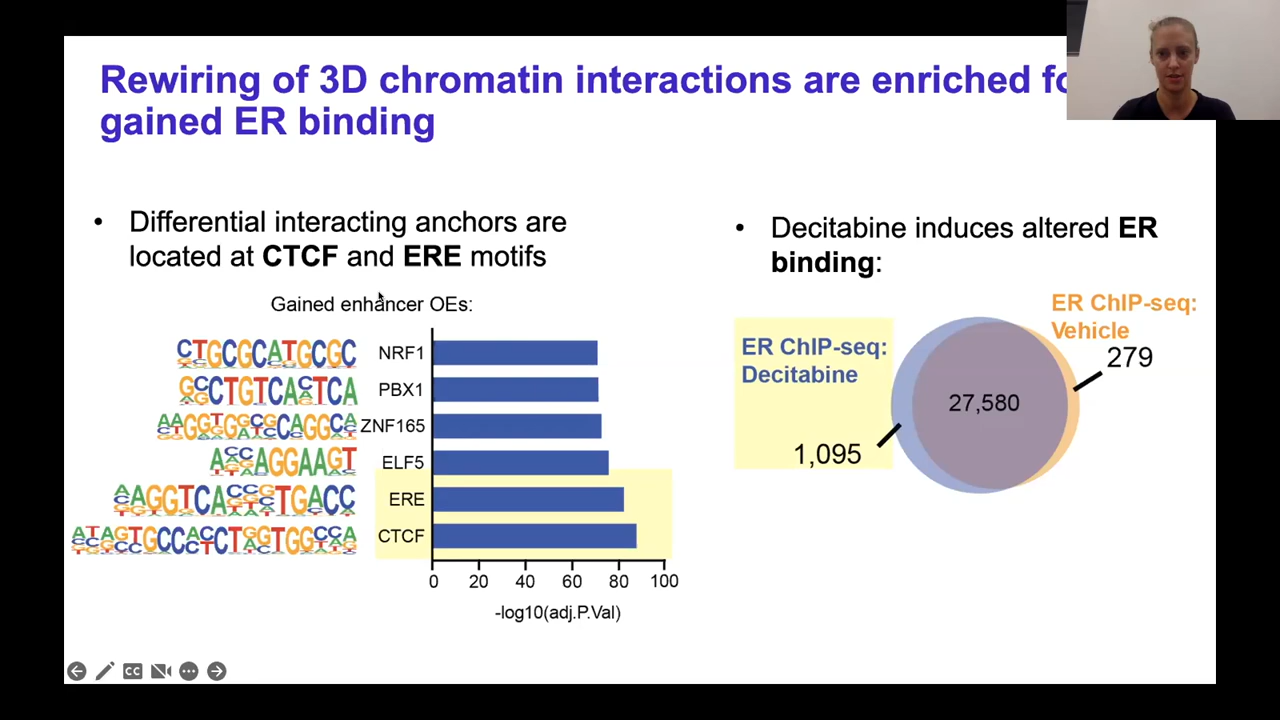 Rewiring of 3D chromatin interactions are enriched
gained ER binding
• Differential interacting anchors are
located at CTCF and ERE motifs
Gained enhancer OEs:
CTGCGCATGCGC NRF1
PBX1
ZNF165
ELF5
ERE
CTCF
0 20 40 60 80 100
-log10(adj.P.Val)
• Decitabine induces altered ER
binding:
ER ChIP-seq:
Vehicle
279
ER ChIP-seq:
Decitabine
27,580
1,095
CC